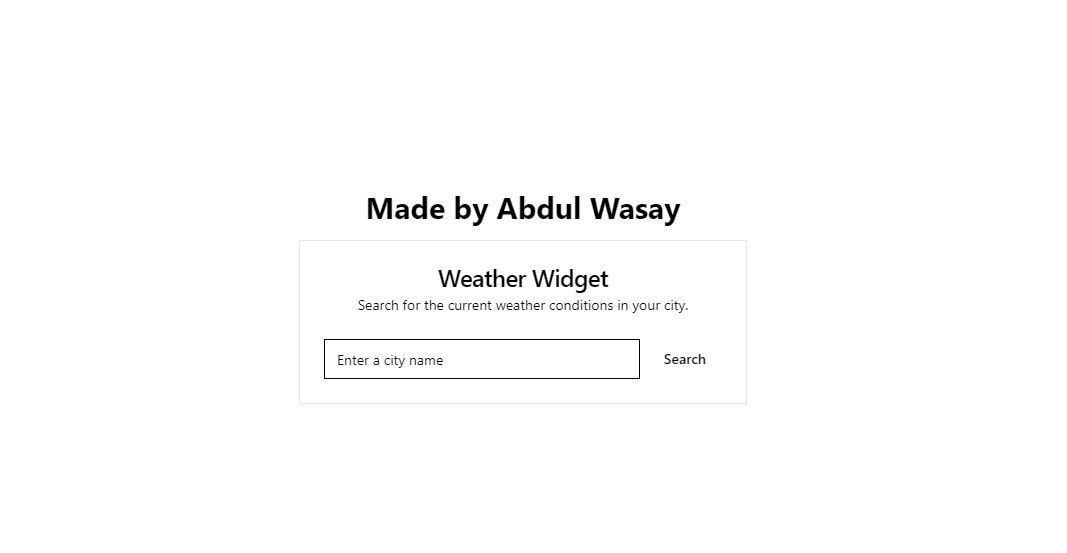 Made by Abdul Wasay
Weather Widget
Search for the current weather conditions in your city.
Enter a city name
Search